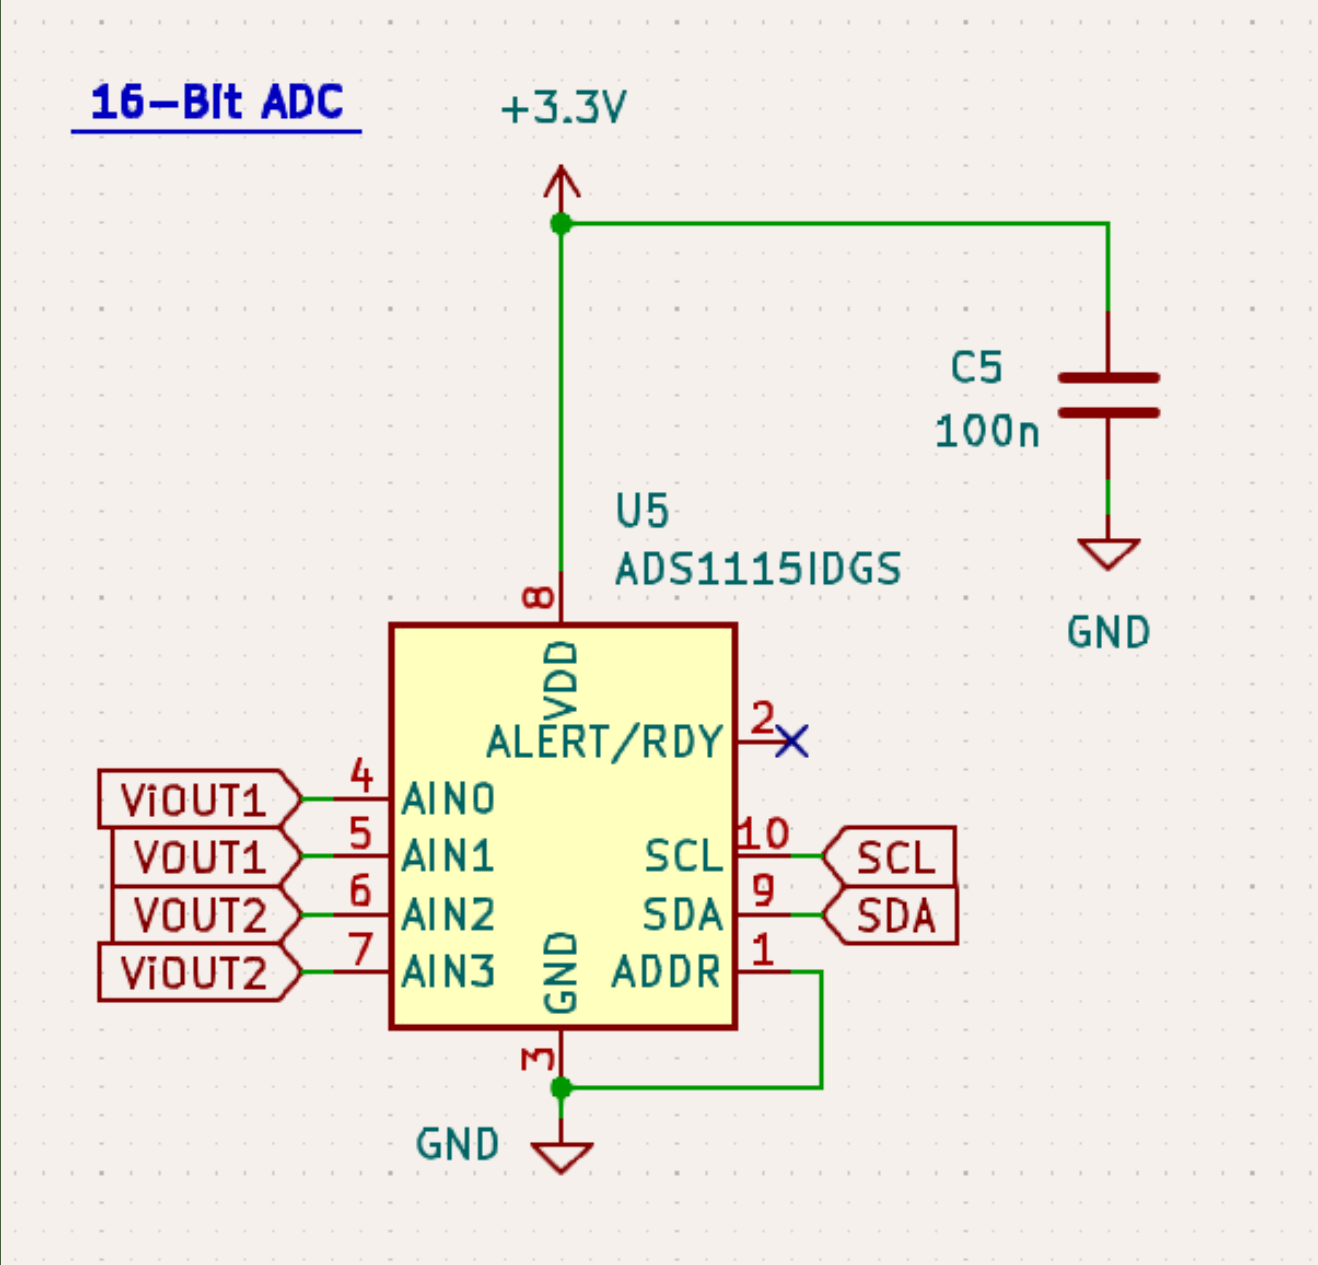 16-Bit ADC
+3.3V
C5
100n
GND
U5
ADS1115IDGS
8
VDD
2
ALERT/RDY
ViOUT1
4
AIN0
VOUT1
5
AIN1
10
SCL
SCL
VOUT2
6
AIN2
9
SDA
SDA
ViOUT2
7
AIN3
GND
1
ADDR
3
GND